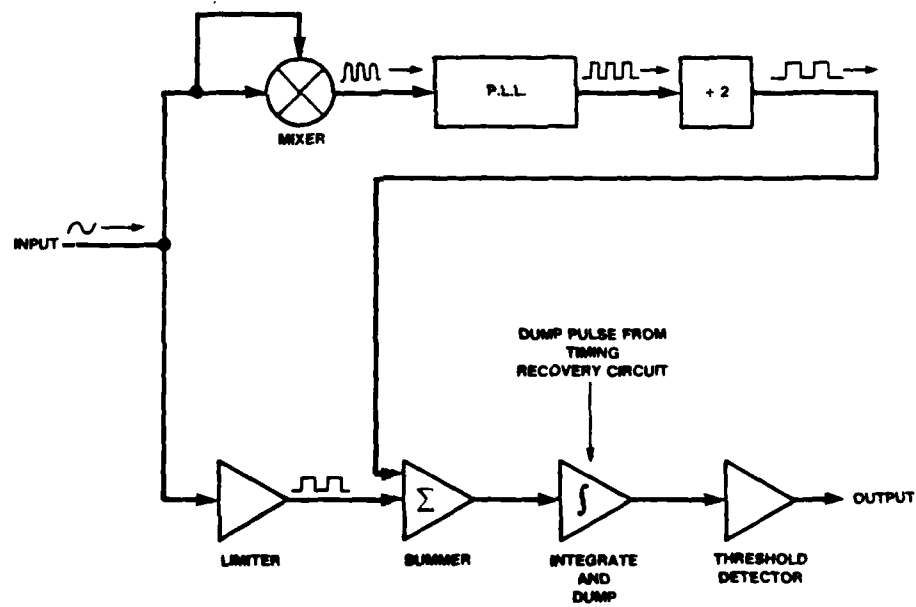 P.L.L.
÷ 2
MIXER
INPUT
DUMP PULSE FROM
TIMING
RECOVERY CIRCUIT
Σ
∫
OUTPUT
LIMITER
SUMMER
INTEGRATE
AND
DUMP
THRESHOLD
DETECTOR